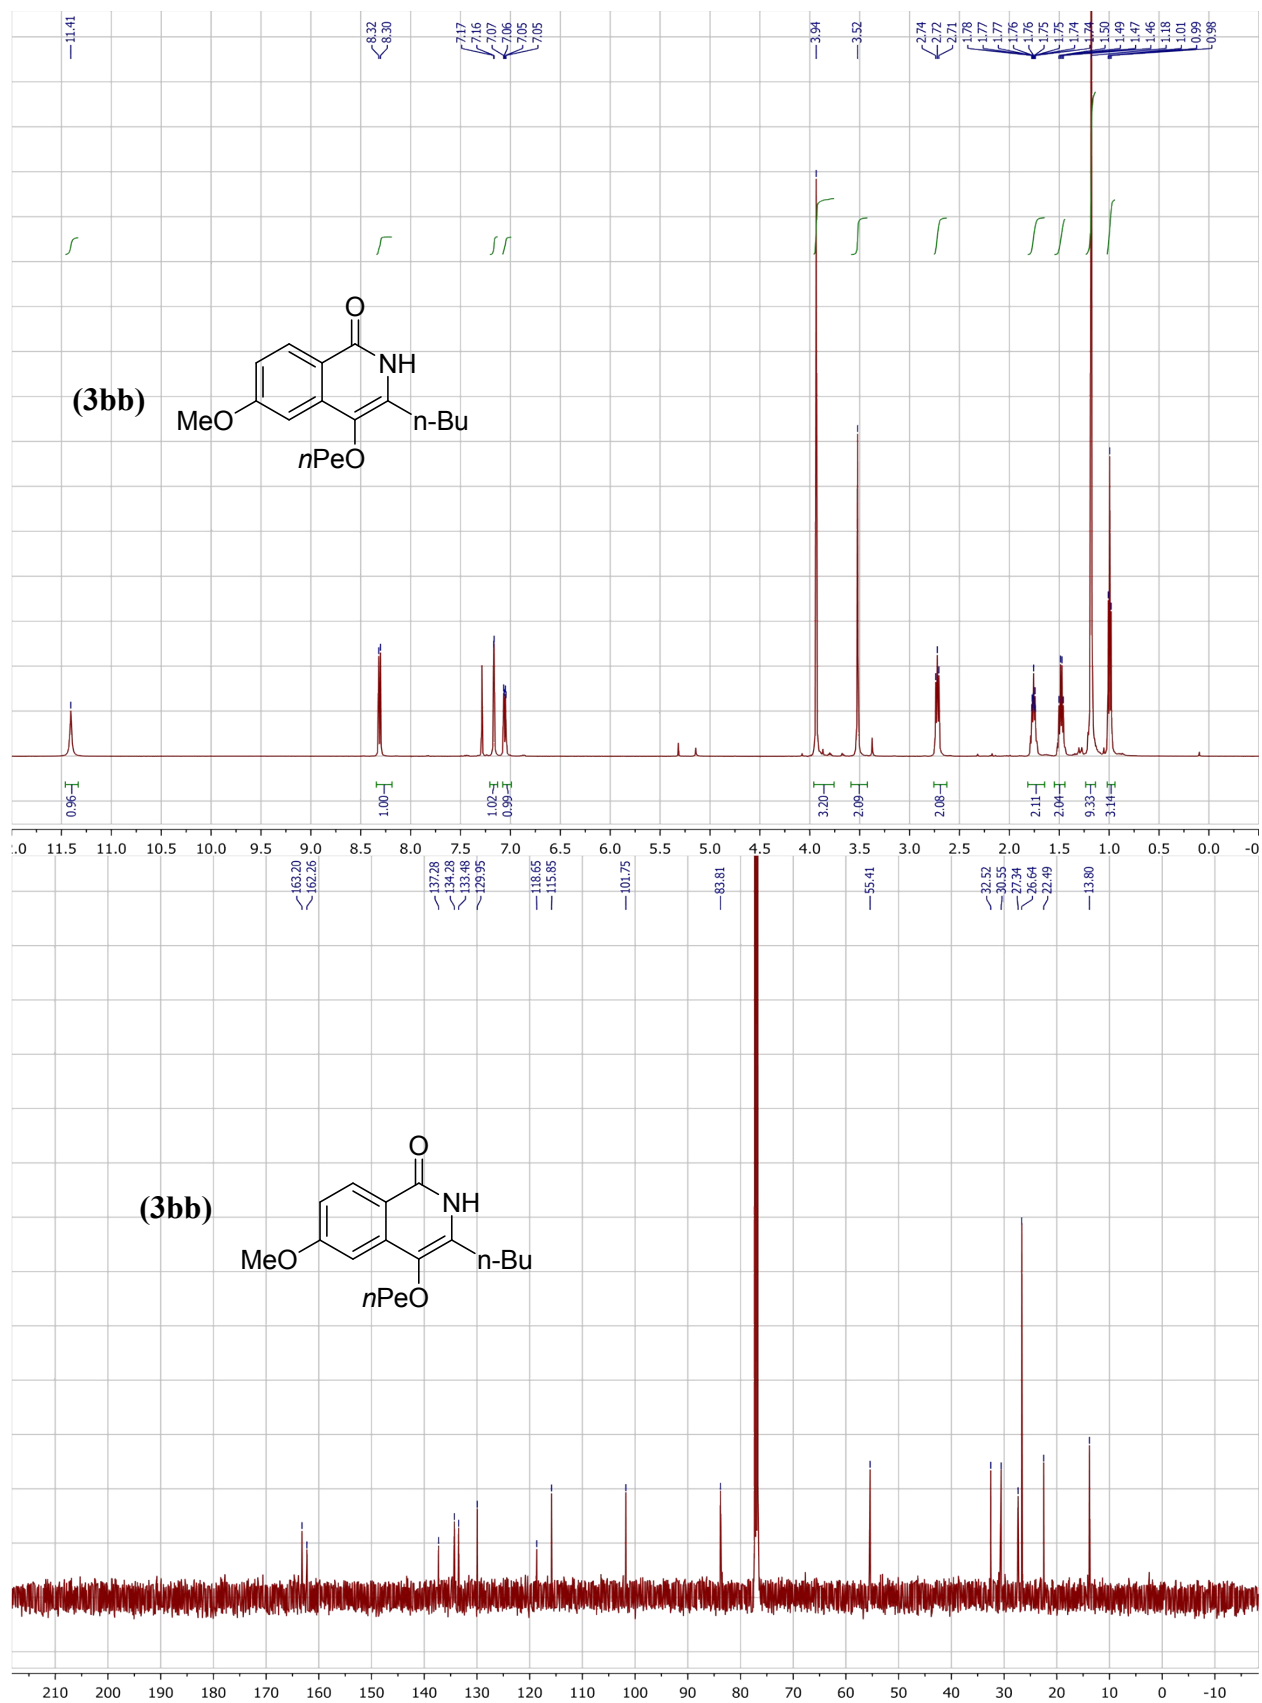 11.41 8.32 8.30 7.17 7.16 7.07 7.06 7.05 7.05 3.94 3.52 2.74 2.72 2.71 1.78 1.77 1.77 1.76 1.76 1.75 1.75 1.74 1.74 1.50 1.49 1.47 1.46 1.18 1.01 0.99 0.98
O
NH
(3bb)
MeO
n-Bu
nPeO
0.96 1.00 1.02 0.99 3.20 2.09 2.08 2.11 2.04 9.33 3.14
2.0 11.5 11.0 10.5 10.0 9.5 9.0 8.5 8.0 7.5 7.0 6.5 6.0 5.5 5.0 4.5 4.0 3.5 3.0 2.5 2.0 1.5 1.0 0.5 0.0 -0
163.20 162.26 137.28 134.28 133.48 129.95 118.65 115.85 101.75 83.81 55.41 32.52 30.55 27.34 26.64 22.49 13.80
O
(3bb)
NH
MeO
n-Bu
nPeO
210 200 190 180 170 160 150 140 130 120 110 100 90 80 70 60 50 40 30 20 10 0 -10